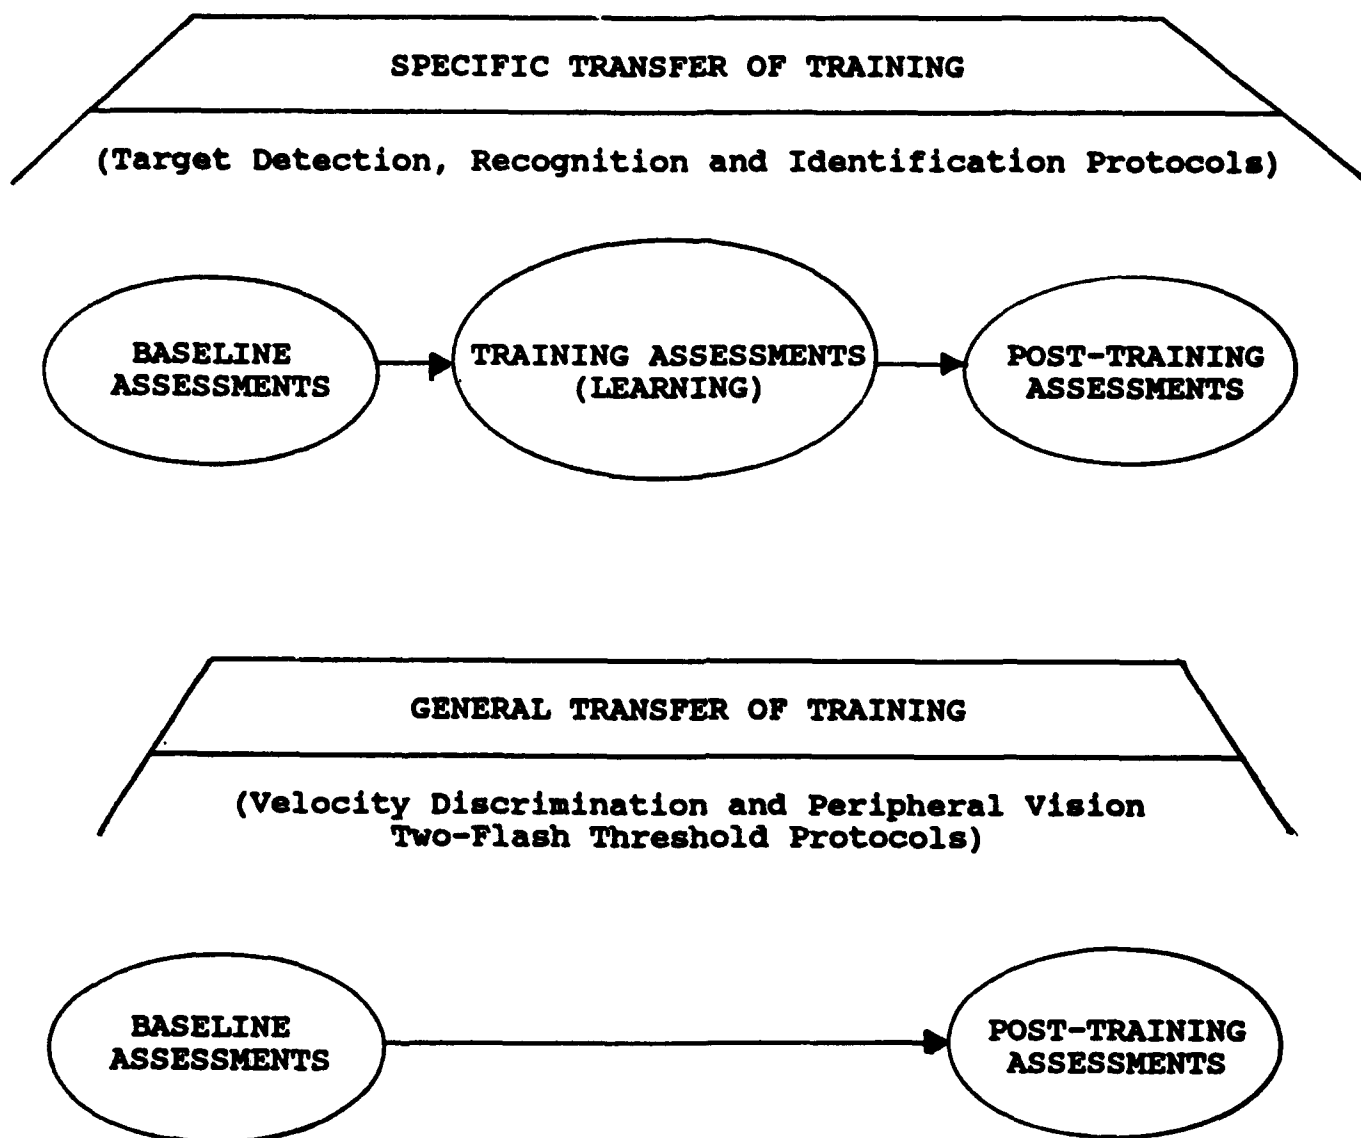 SPECIFIC TRANSFER OF TRAINING
(Target Detection, Recognition and Identification Protocols)
BASELINE
ASSESSMENTS
TRAINING ASSESSMENTS
(LEARNING)
POST-TRAINING
ASSESSMENTS
GENERAL TRANSFER OF TRAINING
(Velocity Discrimination and Peripheral Vision
Two-Flash Threshold Protocols)
BASELINE
ASSESSMENTS
POST-TRAINING
ASSESSMENTS